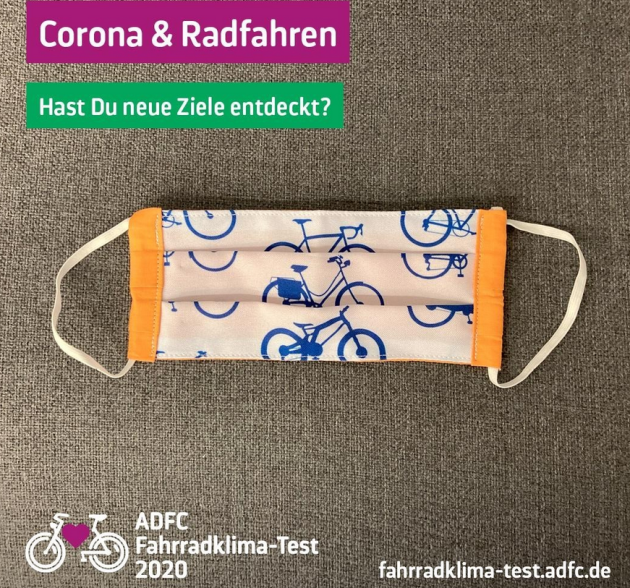 Corona & Radfahren
Hast Du neue Ziele entdeckt?
ADFC
Fahrradklima-Test
2020
fahrradklima-test.adfc.de